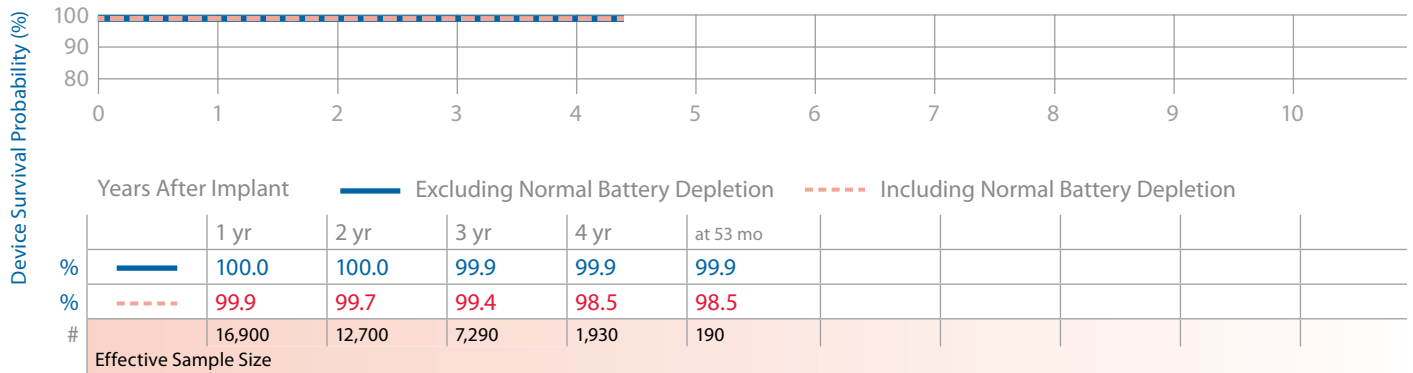 Device Survival Probability (%)
100
90
80
0 1 2 3 4 5 6 7 8 9 10
Years After Implant Excluding Normal Battery Depletion Including Normal Battery Depletion
1 yr 2 yr 3 yr 4 yr at 53 mo
% 100.0 100.0 99.9 99.9 99.9
% 99.9 99.7 99.4 98.5 98.5
# 16,900 12,700 7,290 1,930 190
Effective Sample Size